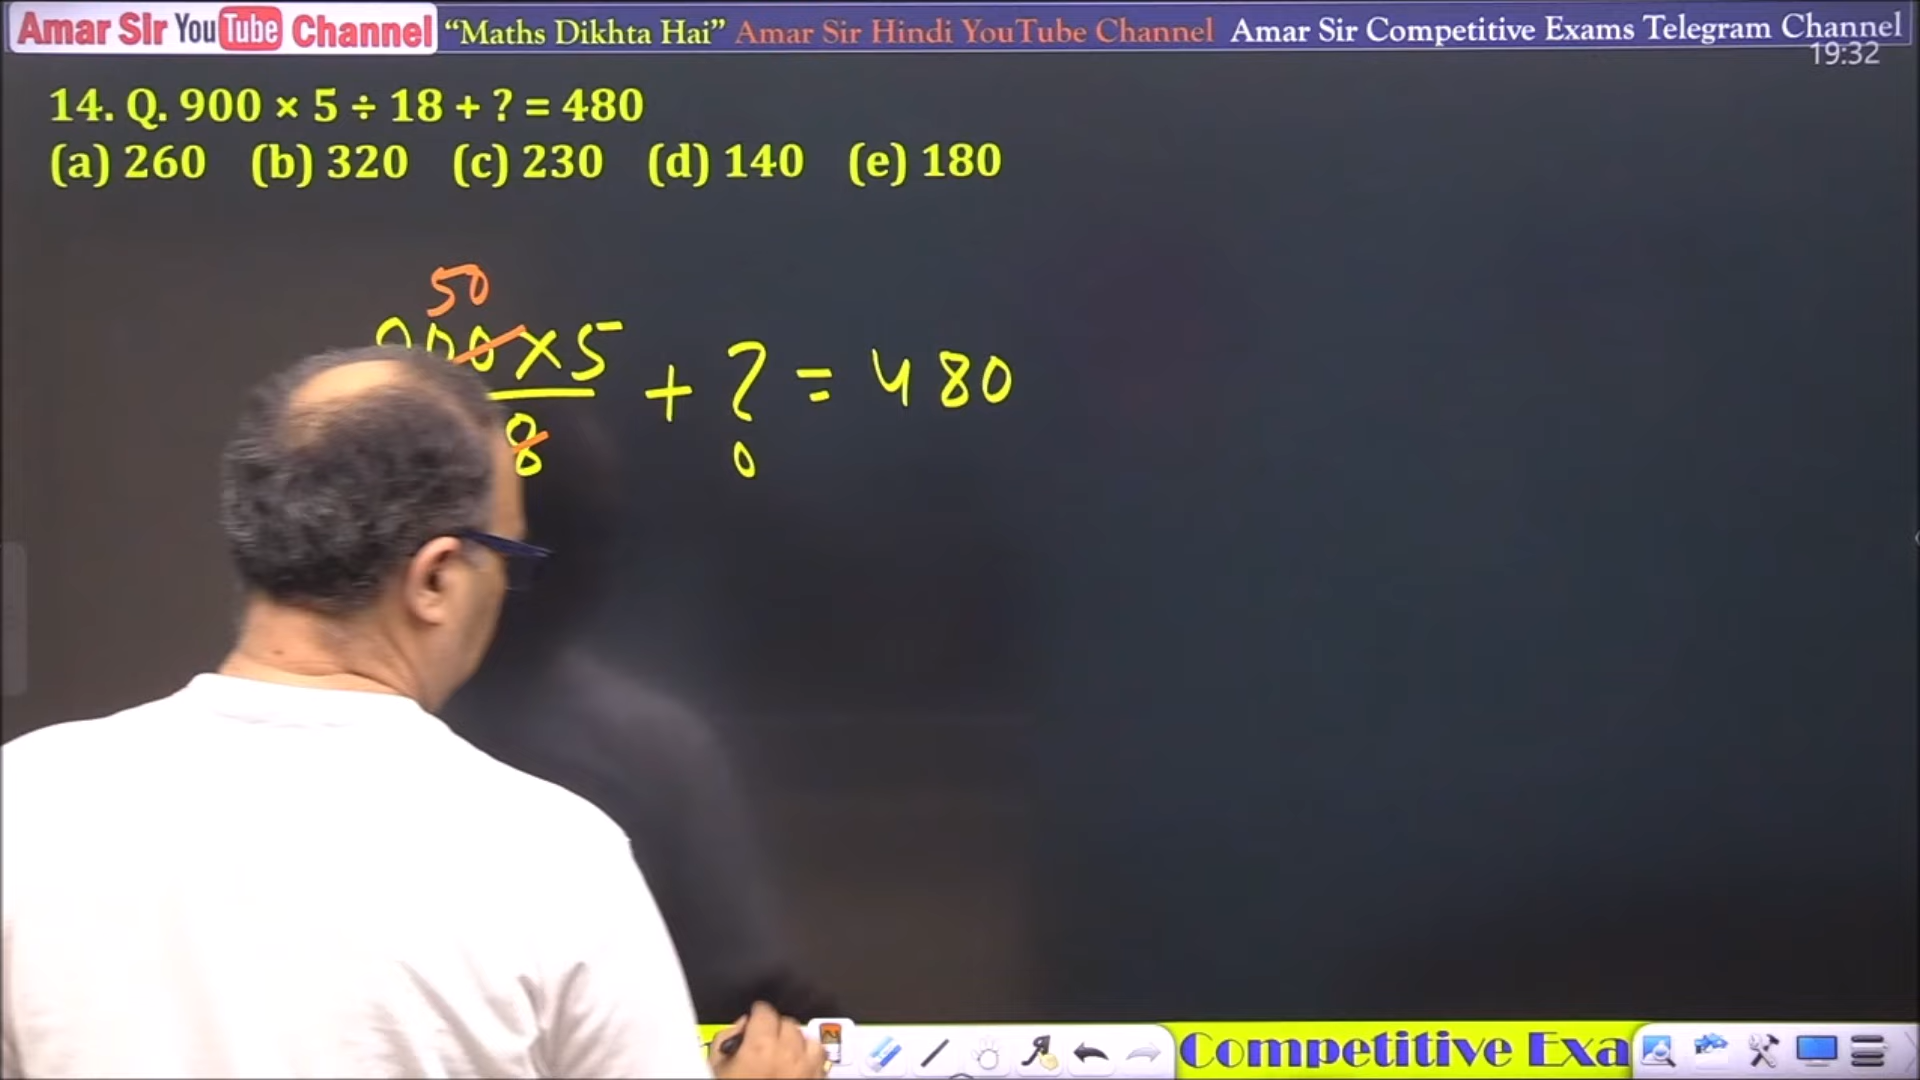 Amar Sir YouTube Channel "Maths Dikhta Hai" Amar Sir Hindi YouTube Channel Amar Sir Competitive Exams Telegram Channel
19:32
14. Q. 900 × 5 ÷ 18 + ? = 480
(a) 260 (b) 320 (c) 230 (d) 140 (e) 180
50
900×5 + ? = 480
8 0
Competitive Exa